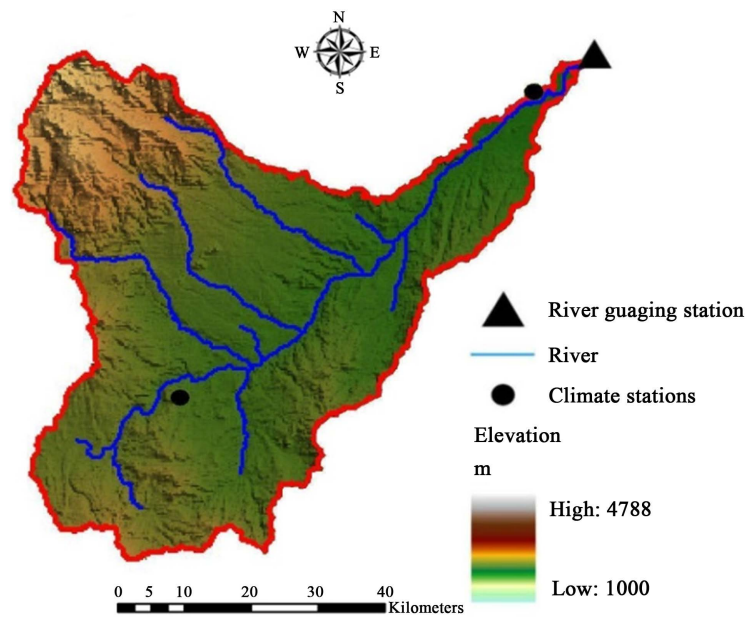 N
W E
S
River guaging station
River
Climate stations
Elevation
m
High: 4788
Low: 1000
0 5 10 20 30 40
Kilometers